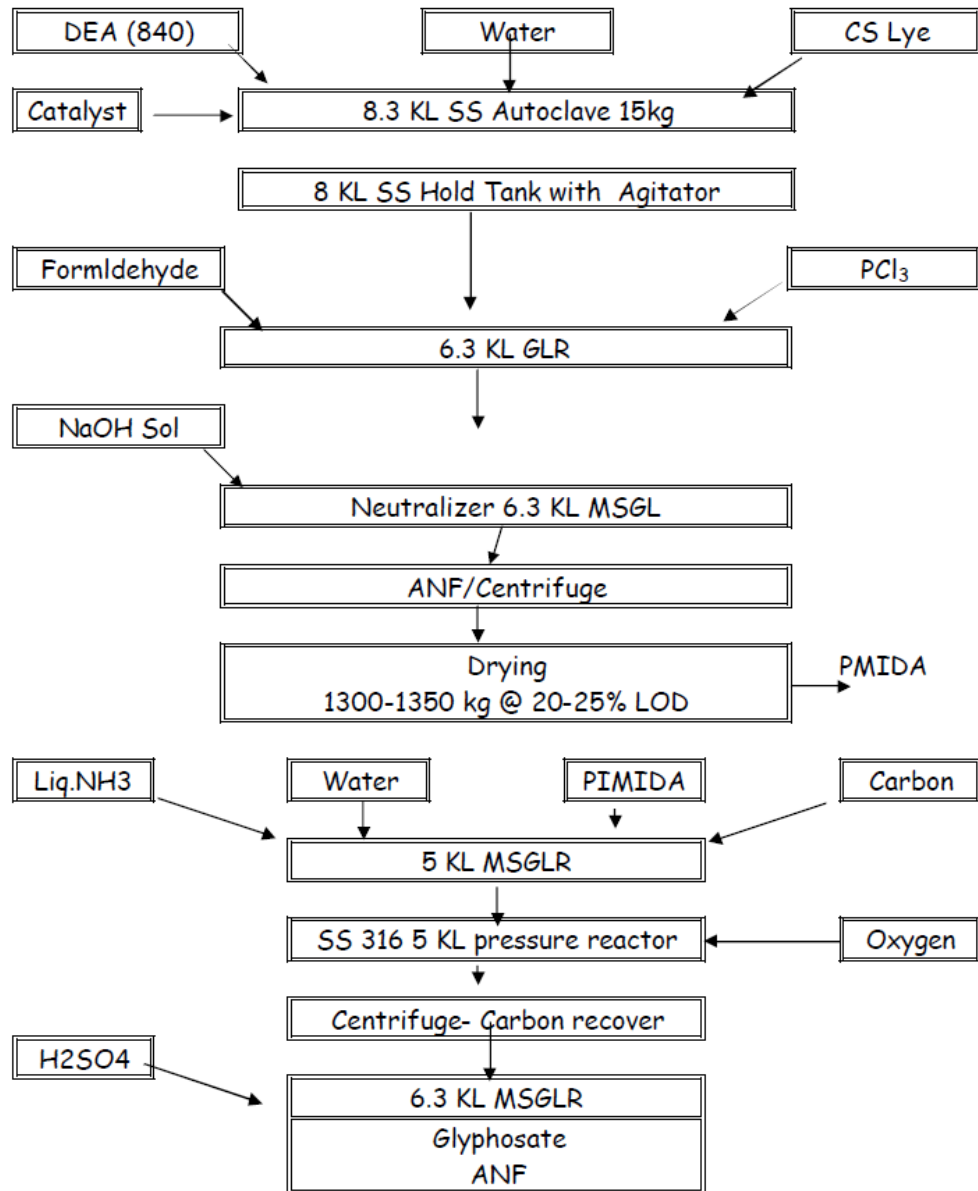 DEA (840)
Water
CS Lye
Catalyst
8.3 KL SS Autoclave 15kg
8 KL SS Hold Tank with Agitator
Formldehyde
PCl₃
6.3 KL GLR
NaOH Sol
Neutralizer 6.3 KL MSGL
ANF/Centrifuge
Drying
1300-1350 kg @ 20-25% LOD
PMIDA
Liq.NH3
Water
PIMIDA
Carbon
5 KL MSGLR
SS 316 5 KL pressure reactor
Oxygen
Centrifuge- Carbon recover
H2SO4
6.3 KL MSGLR
Glyphosate
ANF